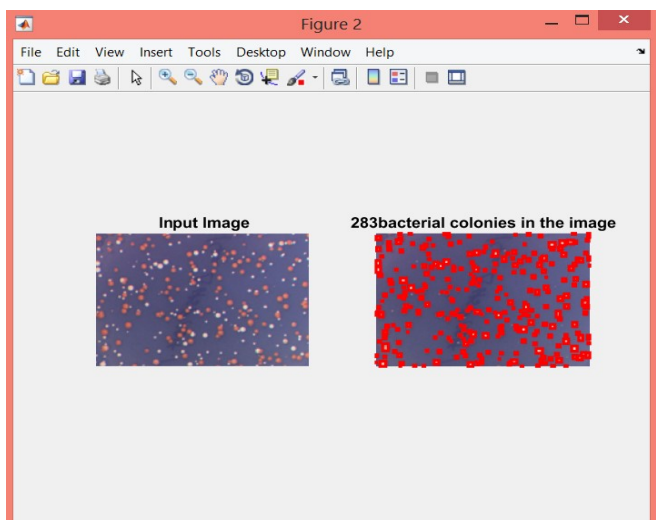 Figure 2
File Edit View Insert Tools Desktop Window Help
Input Image
283bacterial colonies in the image